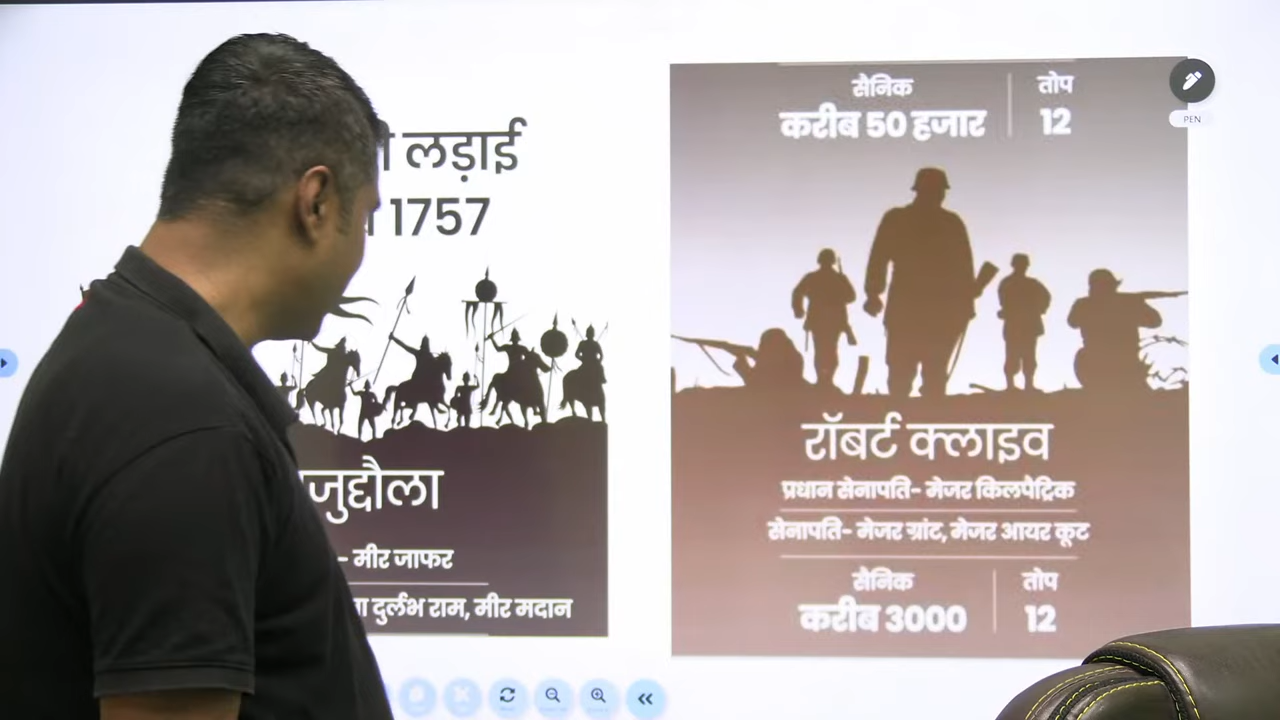 लड़ाई
1757
जुद्दौला
- मीर जाफर
दुर्लभ राम, मीर मदान
सैनिक
तोप
करीब 50 हजार
12
PEN
रॉबर्ट क्लाइव
प्रधान सेनापति- मेजर किलपैट्रिक
सेनापति- मेजर ग्रांट, मेजर आयर कूट
सैनिक
तोप
करीब 3000
12